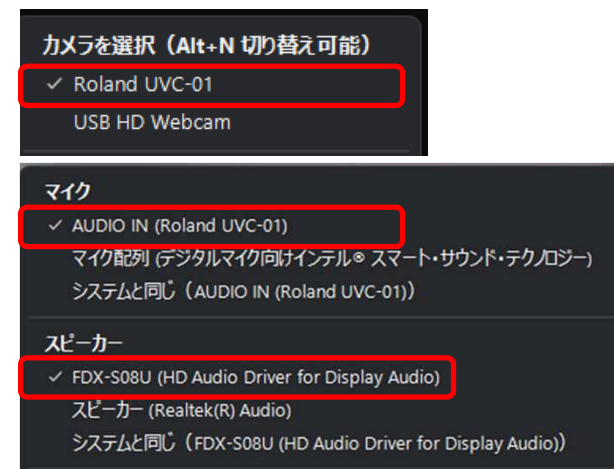 カメラを選択（Alt+N 切り替え可能）
✓ Roland UVC-01
USB HD Webcam
マイク
✓ AUDIO IN (Roland UVC-01)
マイク配列 (デジタルマイク向けインテル® スマート・サウンド・テクノロジー)
システムと同じ（AUDIO IN (Roland UVC-01)）
スピーカー
✓ FDX-S08U (HD Audio Driver for Display Audio)
スピーカー (Realtek(R) Audio)
システムと同じ（FDX-S08U (HD Audio Driver for Display Audio)）